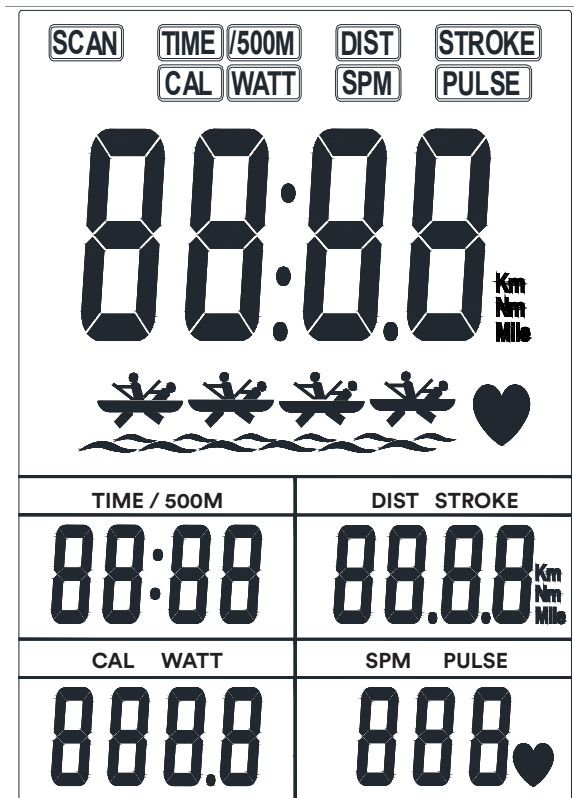 SCAN TIME /500M DIST STROKE
CAL WATT SPM PULSE
88:8.8.8
Km
Nm
Mile
TIME / 500M DIST STROKE
88:88 88.8.8
Km
Nm
Mile
CAL WATT SPM PULSE
888.8 888